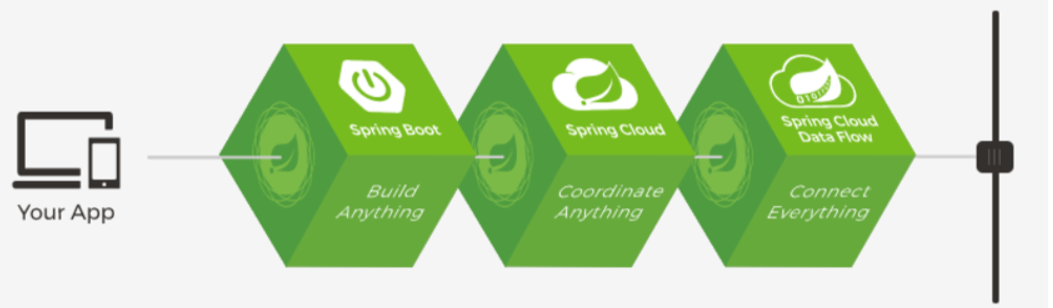 Your App
Spring Boot
Build
Anything
Spring Cloud
Coordinate
Anything
Spring Cloud
Data Flow
Connect
Everything